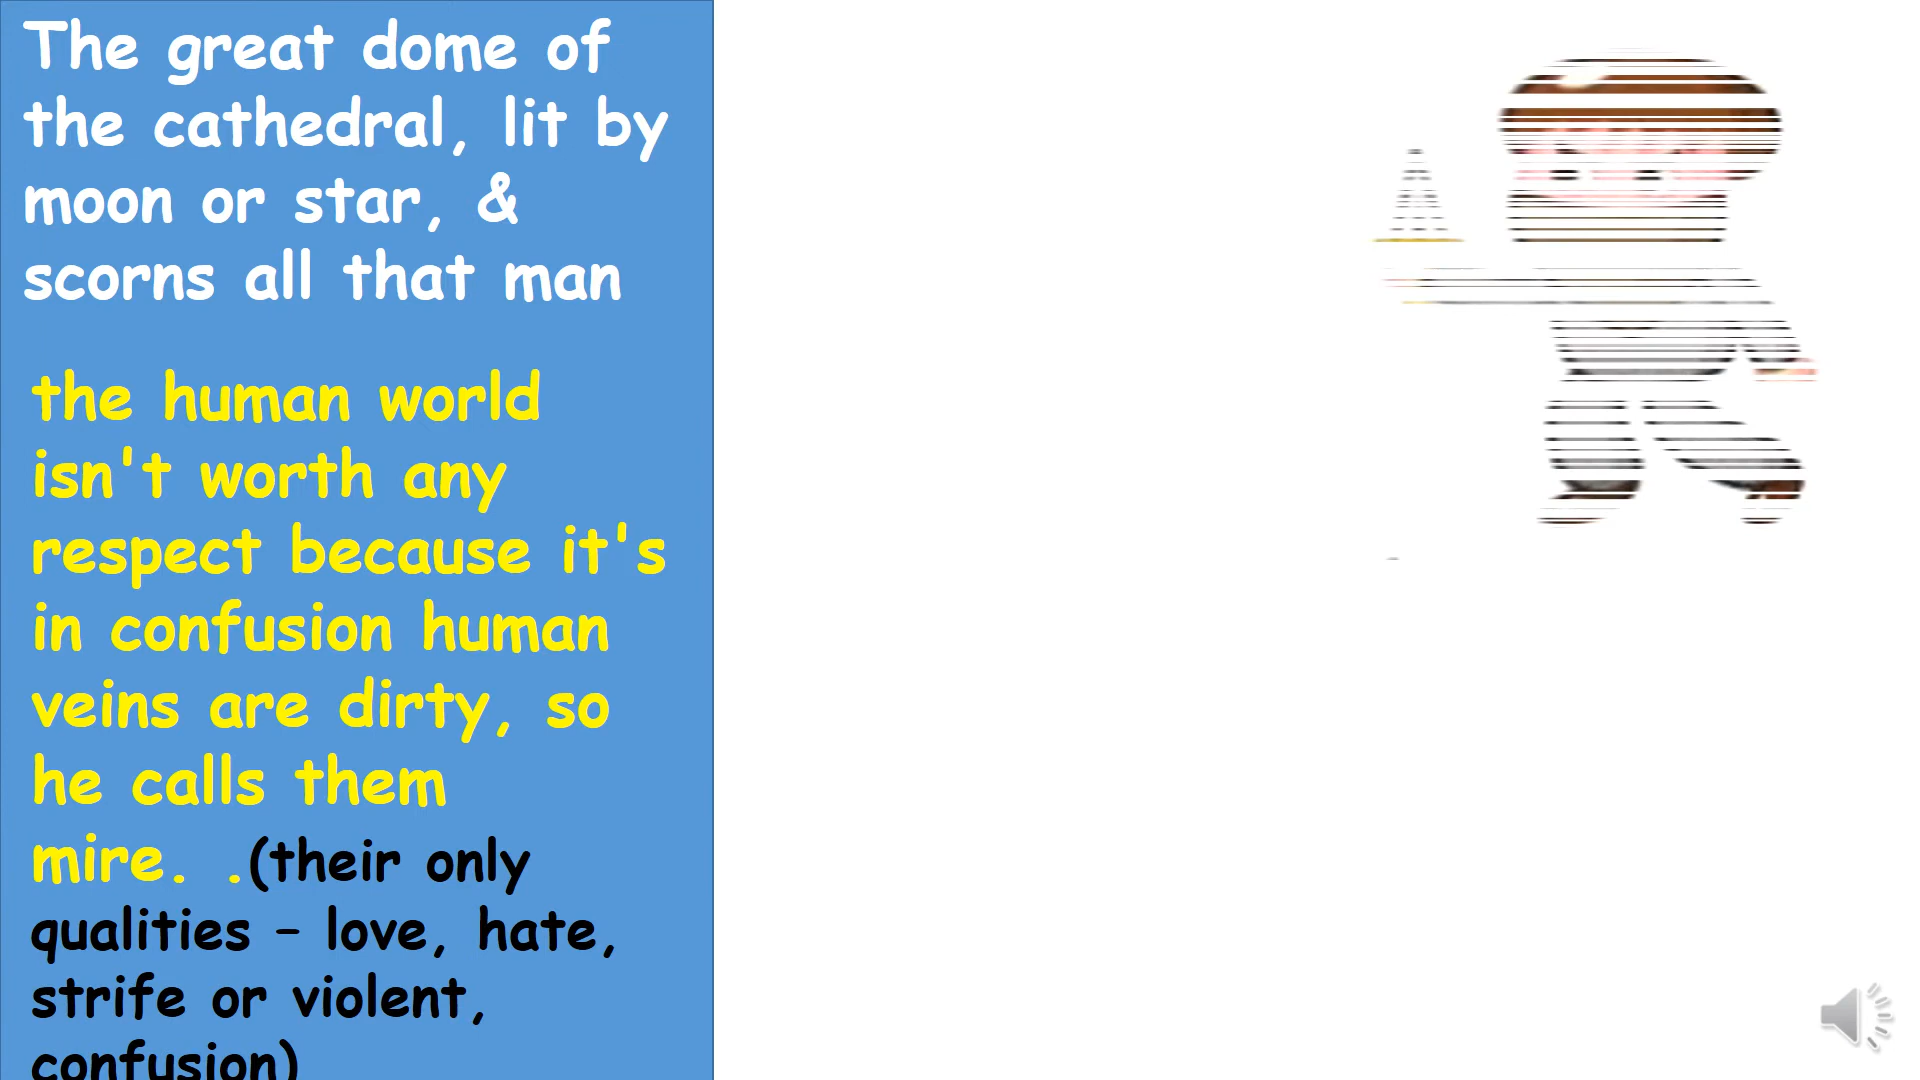 The great dome of
the cathedral, lit by
moon or star, &
scorns all that man
the human world
isn't worth any
respect because it's
in confusion human
veins are dirty, so
he calls them
mire. .(their only
qualities – love, hate,
strife or violent,
confusion)